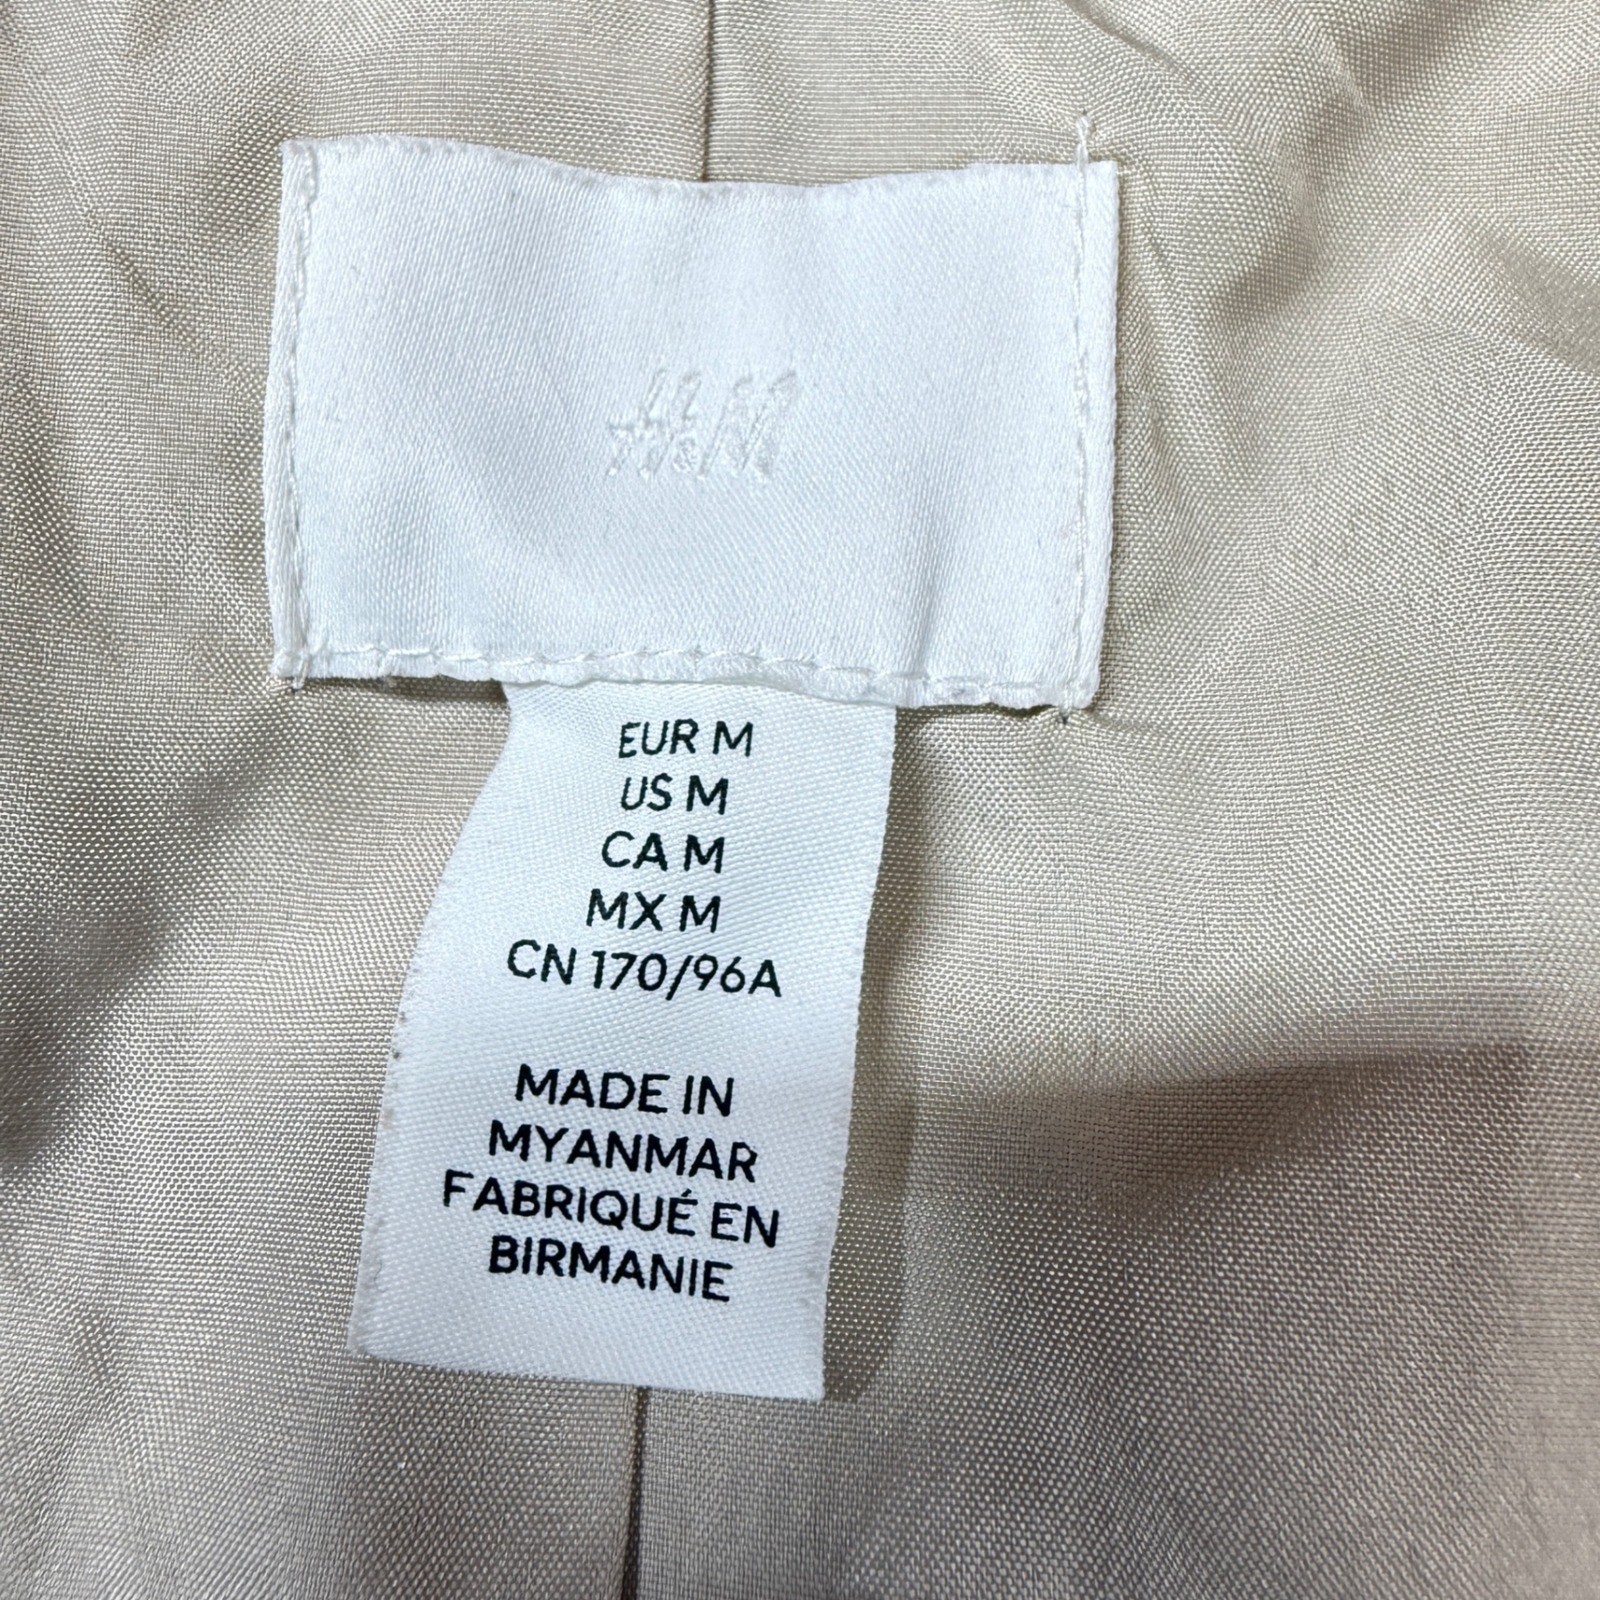 H&M
EUR M
US M
CA M
MX M
CN 170/96A
MADE IN
MYANMAR
FABRIQUÉ EN
BIRMANIE